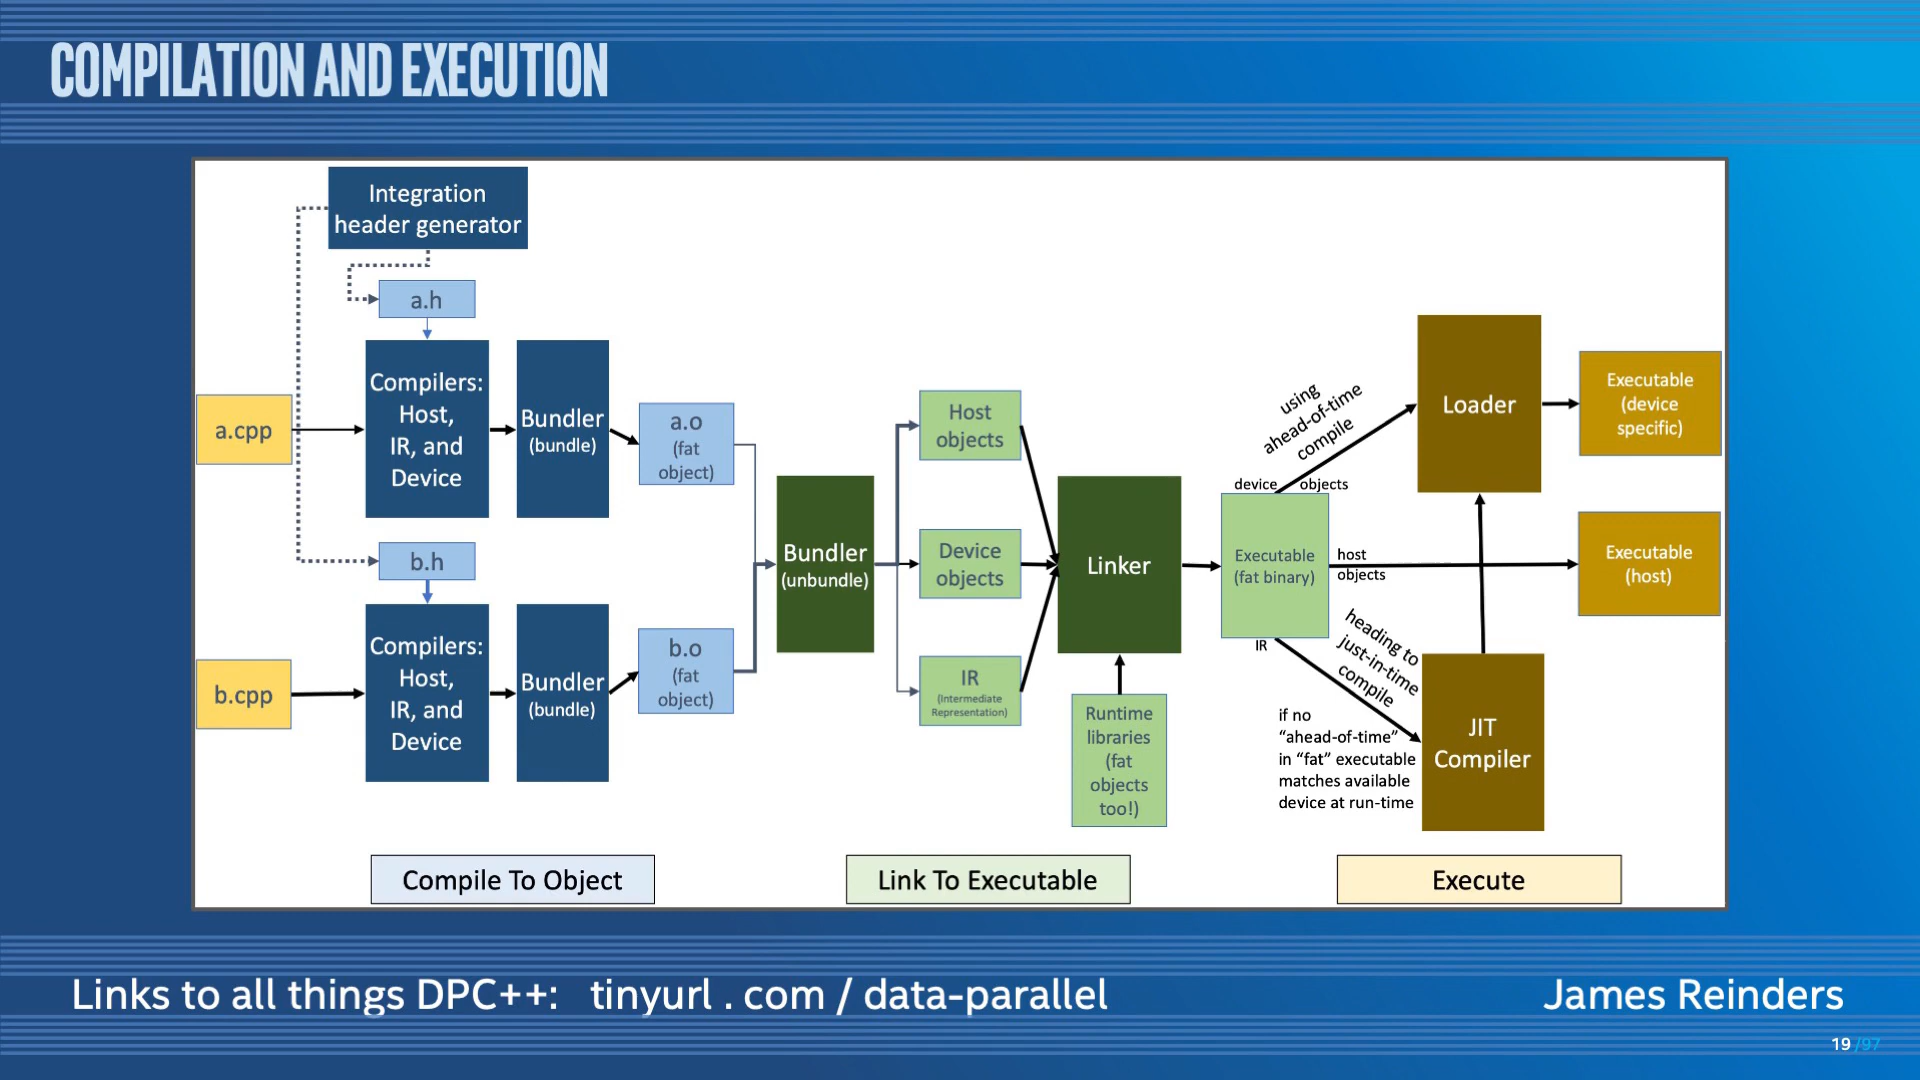 COMPILATION AND EXECUTION
Integration
header generator
a.h
a.cpp
Compilers:
Host,
IR, and
Device
Bundler
(bundle)
a.o
(fat
object)
b.h
b.cpp
Compilers:
Host,
IR, and
Device
Bundler
(bundle)
b.o
(fat
object)
Bundler
(unbundle)
Host
objects
Device
objects
IR
(Intermediate
Representation)
Linker
Runtime
libraries
(fat
objects
too!)
using
ahead-of-time
compile
device objects
Executable
(fat binary)
host
objects
IR
heading to
just-in-time
compile
if no
“ahead-of-time”
in “fat” executable
matches available
device at run-time
Loader
JIT
Compiler
Executable
(device
specific)
Executable
(host)
Compile To Object
Link To Executable
Execute
Links to all things DPC++: tinyurl . com / data-parallel
James Reinders
19 /97